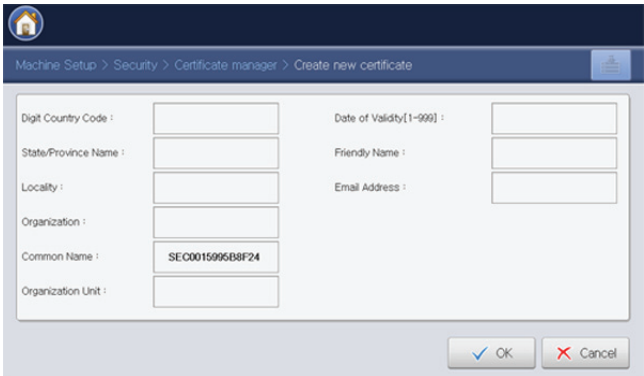 Machine Setup > Security > Certificate manager > Create new certificate
Digit Country Code :
Date of Validity[1-999] :
State/Province Name :
Friendly Name :
Locality :
Email Address :
Organization :
Common Name :
SEC0015995B8F24
Organization Unit :
OK
Cancel